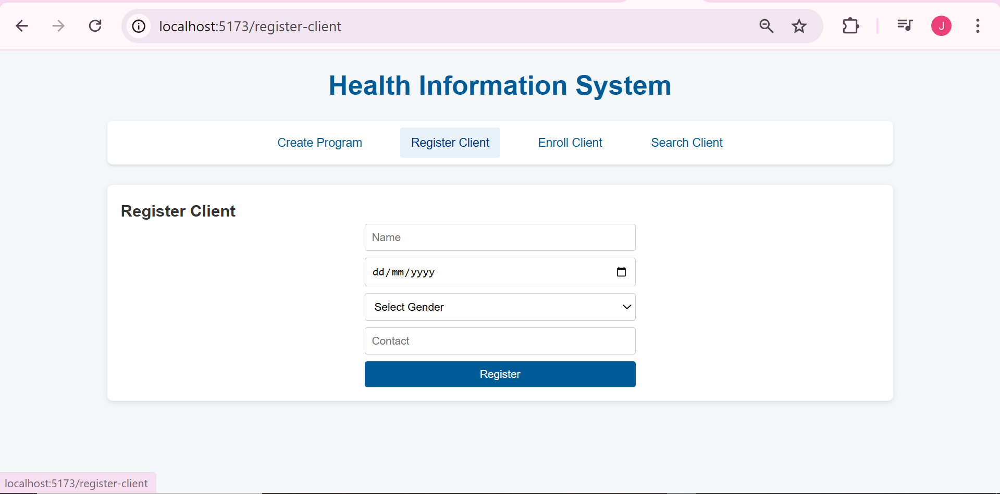 localhost:5173/register-client
J
Health Information System
Create Program Register Client Enroll Client Search Client
Register Client
Name
dd/mm/yyyy
Select Gender
Contact
Register
localhost:5173/register-client